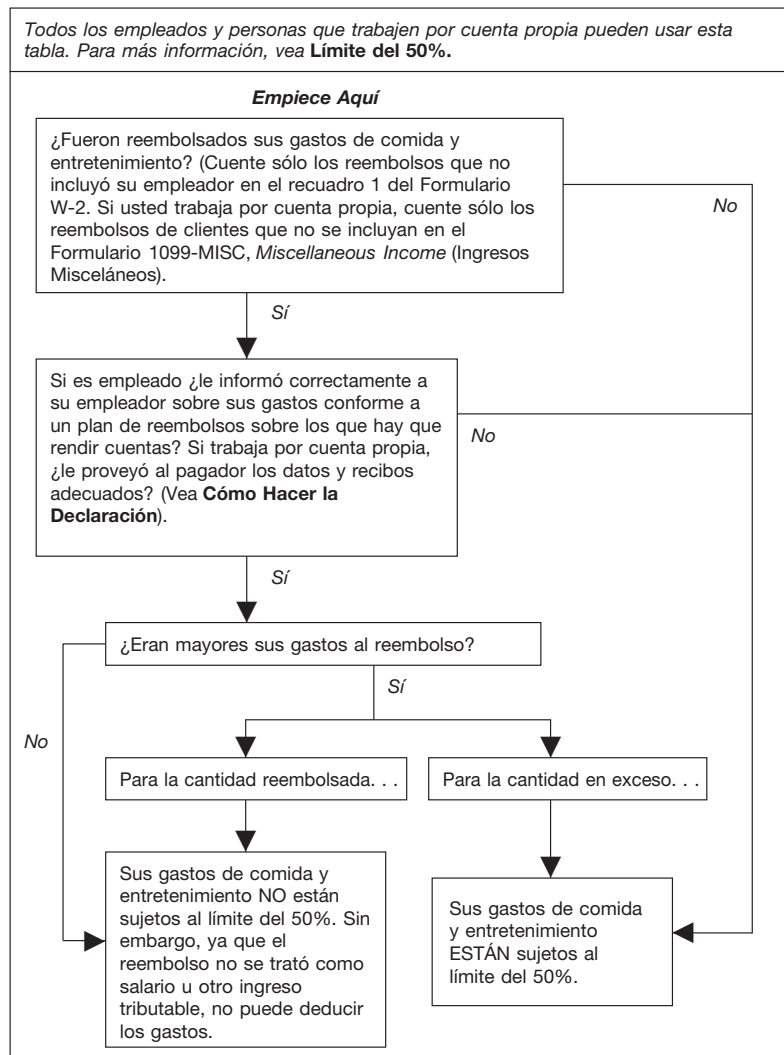 Todos los empleados y personas que trabajen por cuenta propia pueden usar esta
tabla. Para más información, vea Límite del 50%.
Empiece Aquí
¿Fueron reembolsados sus gastos de comida y
entretenimiento? (Cuente sólo los reembolsos que no
incluyó su empleador en el recuadro 1 del Formulario
W-2. Si usted trabaja por cuenta propia, cuente sólo los
reembolsos de clientes que no se incluyan en el
Formulario 1099-MISC, Miscellaneous Income (Ingresos
Misceláneos).
No
Sí
Si es empleado ¿le informó correctamente a
su empleador sobre sus gastos conforme a
un plan de reembolsos sobre los que hay que
rendir cuentas? Si trabaja por cuenta propia,
¿le proveyó al pagador los datos y recibos
adecuados? (Vea Cómo Hacer la
Declaración).
No
Sí
¿Eran mayores sus gastos al reembolso?
Sí
No
Para la cantidad reembolsada. . .
Para la cantidad en exceso. . .
Sus gastos de comida y
entretenimiento NO están
sujetos al límite del 50%. Sin
embargo, ya que el
reembolso no se trató como
salario u otro ingreso
tributable, no puede deducir
los gastos.
Sus gastos de comida
y entretenimiento
ESTÁN sujetos al
límite del 50%.